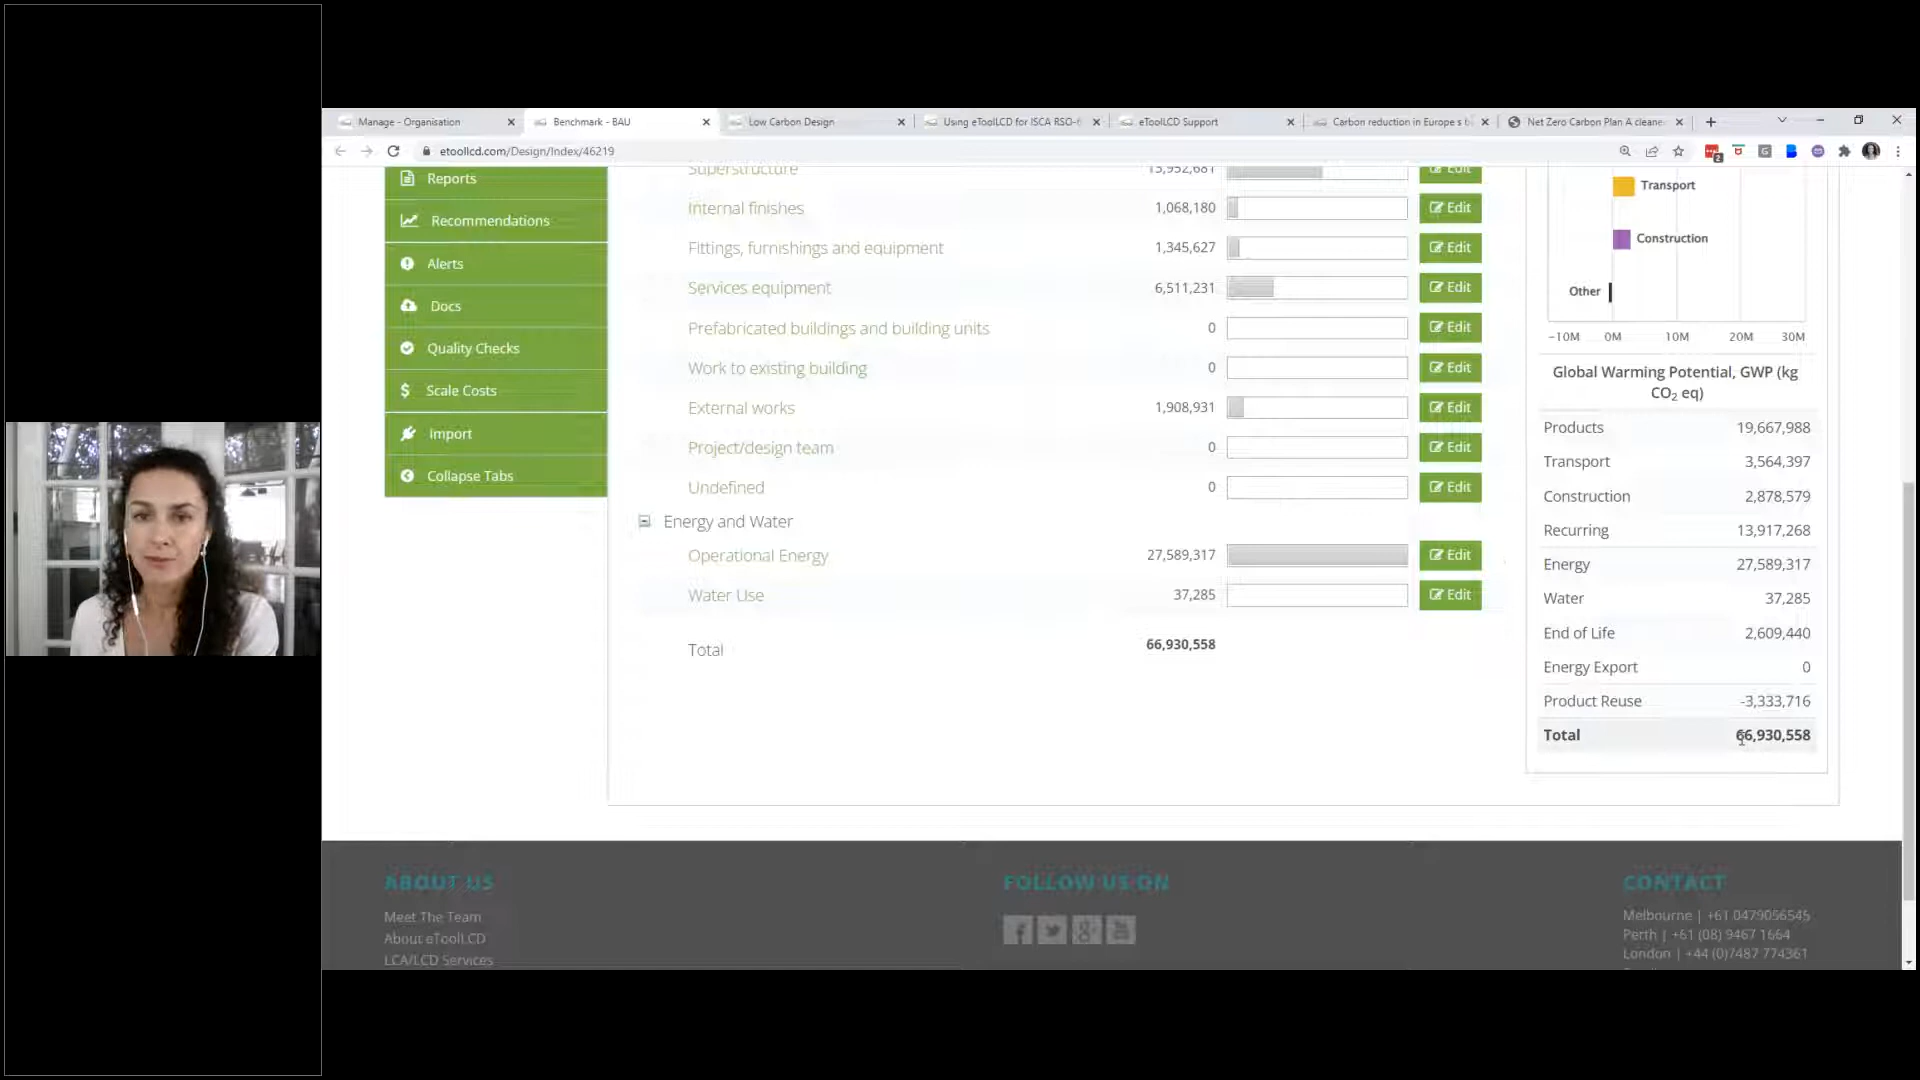 Manage - Organisation
Benchmark - BAU
Low Carbon Design
Using eToolLCD for ISCA RSO-6
eToolLCD Support
Carbon reduction in Europe's b
Net Zero Carbon Plan A cleane
etoollcd.com/Design/Index/46219
2
Reports
Recommendations
Alerts
Docs
Quality Checks
Scale Costs
Import
Collapse Tabs
Superstructure 13,952,681 Edit
Internal finishes 1,068,180 Edit
Fittings, furnishings and equipment 1,345,627 Edit
Services equipment 6,511,231 Edit
Prefabricated buildings and building units 0 Edit
Work to existing building 0 Edit
External works 1,908,931 Edit
Project/design team 0 Edit
Undefined 0 Edit
Energy and Water
Operational Energy 27,589,317 Edit
Water Use 37,285 Edit
Total 66,930,558
Transport
Construction
Other
−10M 0M 10M 20M 30M
Global Warming Potential, GWP (kg
CO₂ eq)
Products 19,667,988
Transport 3,564,397
Construction 2,878,579
Recurring 13,917,268
Energy 27,589,317
Water 37,285
End of Life 2,609,440
Energy Export 0
Product Reuse -3,333,716
Total 66,930,558
ABOUT US
Meet The Team
About eToolLCD
LCA/LCD Services
FOLLOW US ON
CONTACT
Melbourne | +61 0479056545
Perth | +61 (08) 9467 1664
London | +44 (0)7487 774361